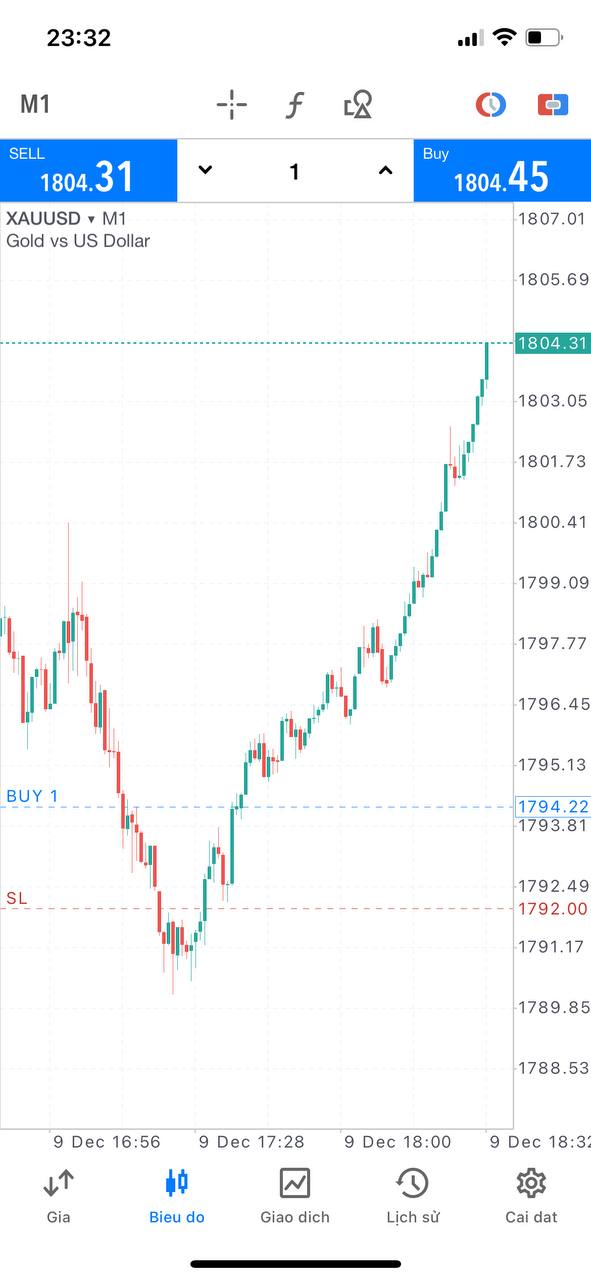 23:32
M1
SELL
1804.31
1
Buy
1804.45
XAUUSD ▾ M1
Gold vs US Dollar
1807.01
1805.69
1804.31
1803.05
1801.73
1800.41
1799.09
1797.77
1796.45
1795.13
BUY 1
1794.22
1793.81
1792.49
SL
1792.00
1791.17
1789.85
1788.53
9 Dec 16:56
9 Dec 17:28
9 Dec 18:00
9 Dec 18:32
Gia
Bieu do
Giao dich
Lịch sử
Cai dat